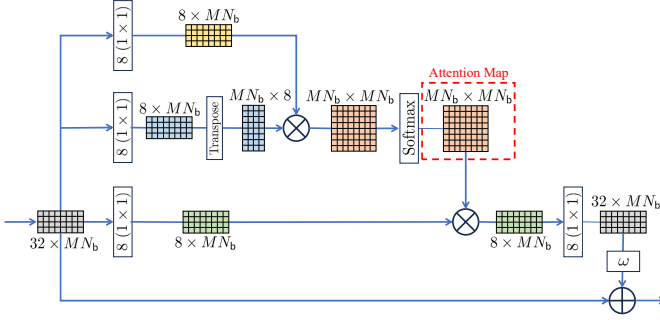 8 (1 × 1)
8 × MN_b
Attention Map
8 (1 × 1)
8 × MN_b
Transpose
MN_b × 8
MN_b × MN_b
Softmax
MN_b × MN_b
32 × MN_b
8 (1 × 1)
8 × MN_b
8 × MN_b
8 (1 × 1)
32 × MN_b
ω